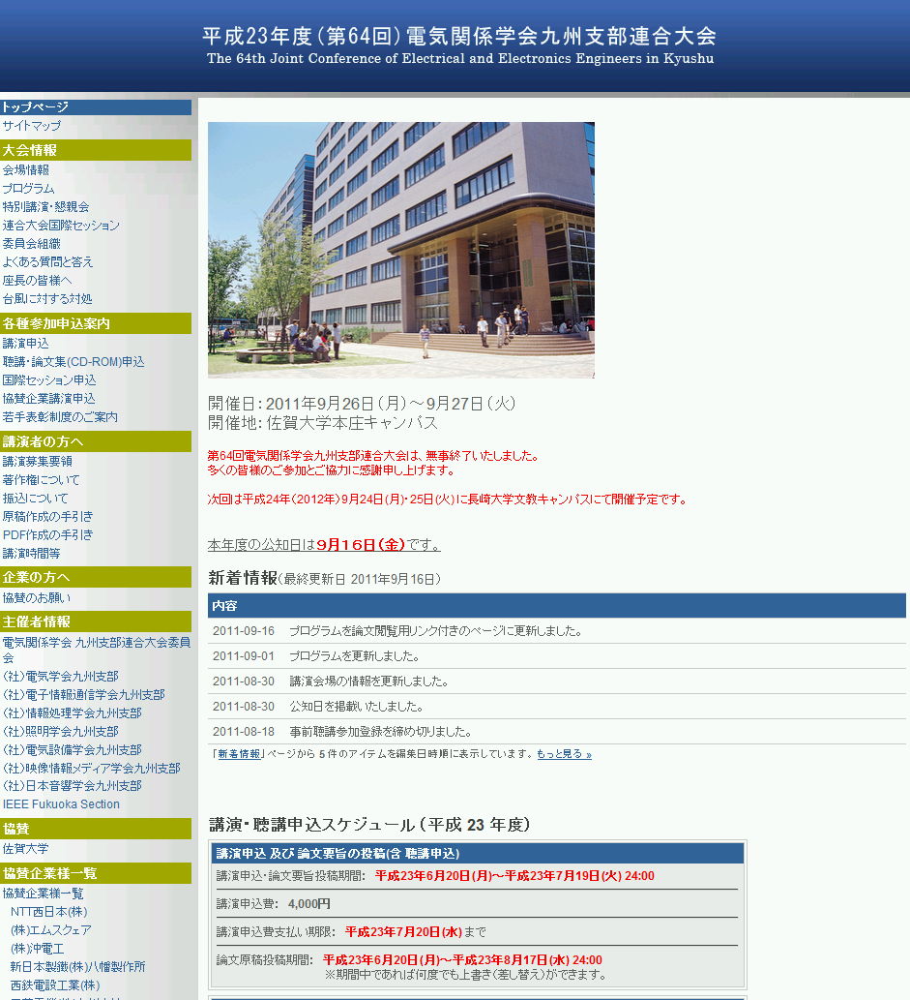 平成23年度（第64回）電気関係学会九州支部連合大会
The 64th Joint Conference of Electrical and Electronics Engineers in Kyushu
トップページ
サイトマップ
大会情報
会場情報
プログラム
特別講演・懇親会
連合大会国際セッション
委員会組織
よくある質問と答え
座長の皆様へ
台風に対する対処
各種参加申込案内
講演申込
聴講・論文集(CD-ROM)申込
国際セッション申込
協賛企業講演申込
若手表彰制度のご案内
講演者の方へ
講演募集要領
著作権について
振込について
原稿作成の手引き
PDF作成の手引き
講演時間等
企業の方へ
協賛のお願い
主催者情報
電気関係学会 九州支部連合大会委員
会
（社）電気学会九州支部
（社）電子情報通信学会九州支部
（社）情報処理学会九州支部
（社）照明学会九州支部
（社）電気設備学会九州支部
（社）映像情報メディア学会九州支部
（社）日本音響学会九州支部
IEEE Fukuoka Section
協賛
佐賀大学
協賛企業様一覧
協賛企業様一覧
NTT西日本(株)
(株)エムスクェア
(株)沖電工
新日本製鐵(株)八幡製作所
西鉄電設工業(株)
開催日：2011年9月26日（月）～9月27日（火）
開催地：佐賀大学本庄キャンパス
第64回電気関係学会九州支部連合大会は、無事終了いたしました。
多くの皆様のご参加とご協力に感謝申し上げます。
次回は平成24年（2012年）9月24日(月)・25日(火)に長崎大学文教キャンパスにて開催予定です。
本年度の公知日は９月１６日（金）です。
新着情報（最終更新日 2011年9月16日）
内容
2011-09-16 プログラムを論文閲覧用リンク付きのページに更新しました。
2011-09-01 プログラムを更新しました。
2011-08-30 講演会場の情報を更新しました。
2011-08-30 公知日を掲載いたしました。
2011-08-18 事前聴講参加登録を締め切りました。
「新着情報」ページから 5 件のアイテムを編集日時順に表示しています。もっと見る »
講演・聴講申込スケジュール（平成 23 年度）
講演申込 及び 論文要旨の投稿(含 聴講申込)
講演申込・論文要旨投稿期間： 平成23年6月20日(月)～平成23年7月19日(火) 24:00
講演申込費： 4,000円
講演申込費支払い期限： 平成23年7月20日(水)まで
論文原稿投稿期間： 平成23年6月20日(月)～平成23年8月17日(水) 24:00
※期間中であれば何度でも上書き（差し替え）ができます。